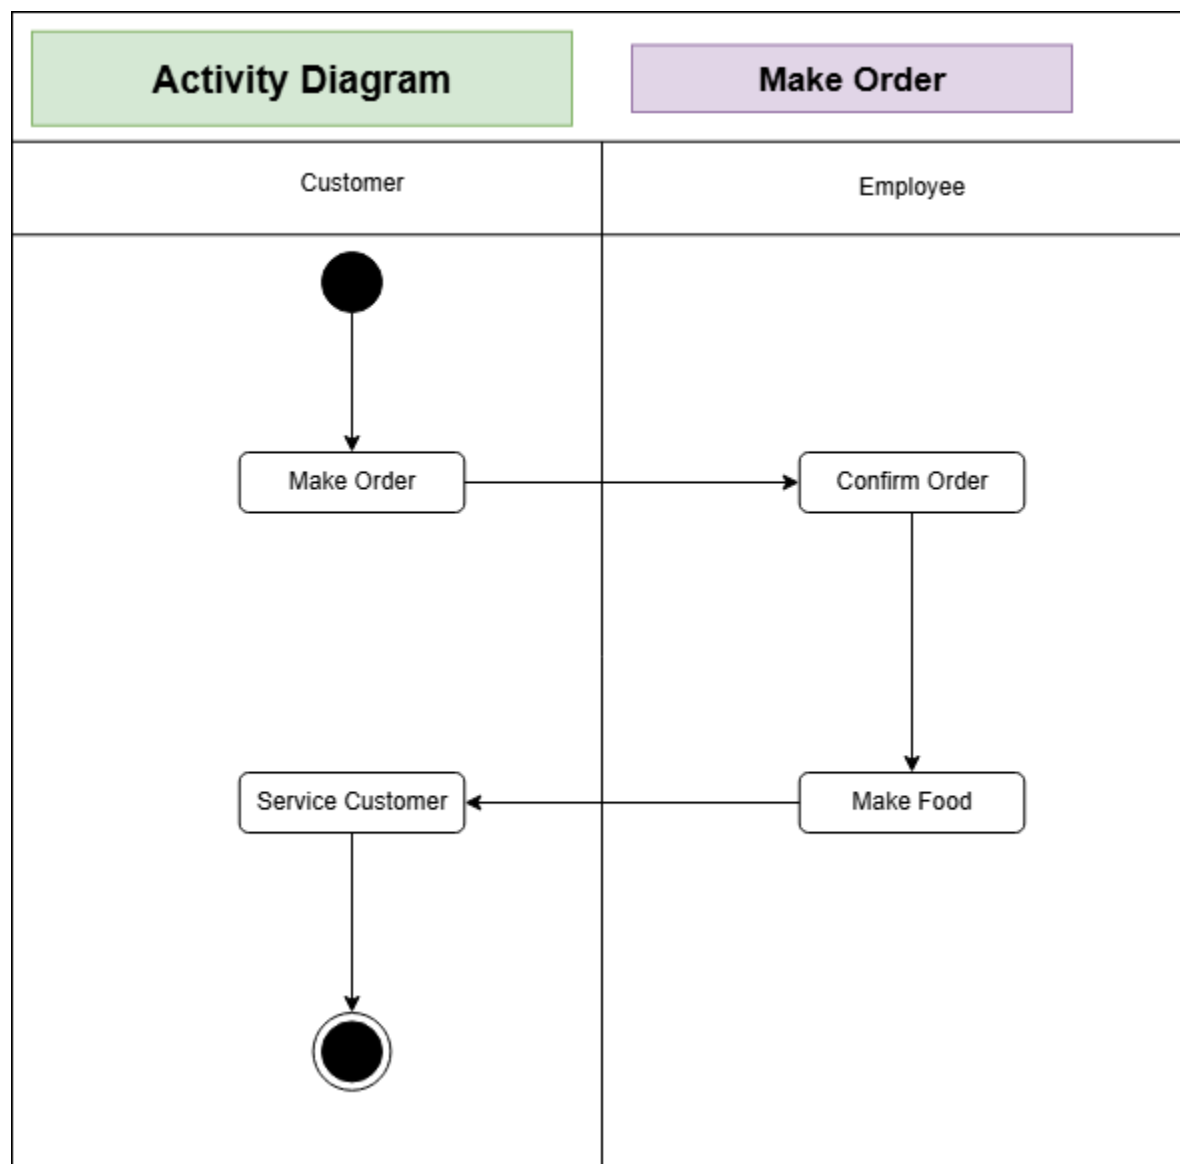 Activity Diagram
Make Order
Customer
Employee
Make Order
Confirm Order
Service Customer
Make Food